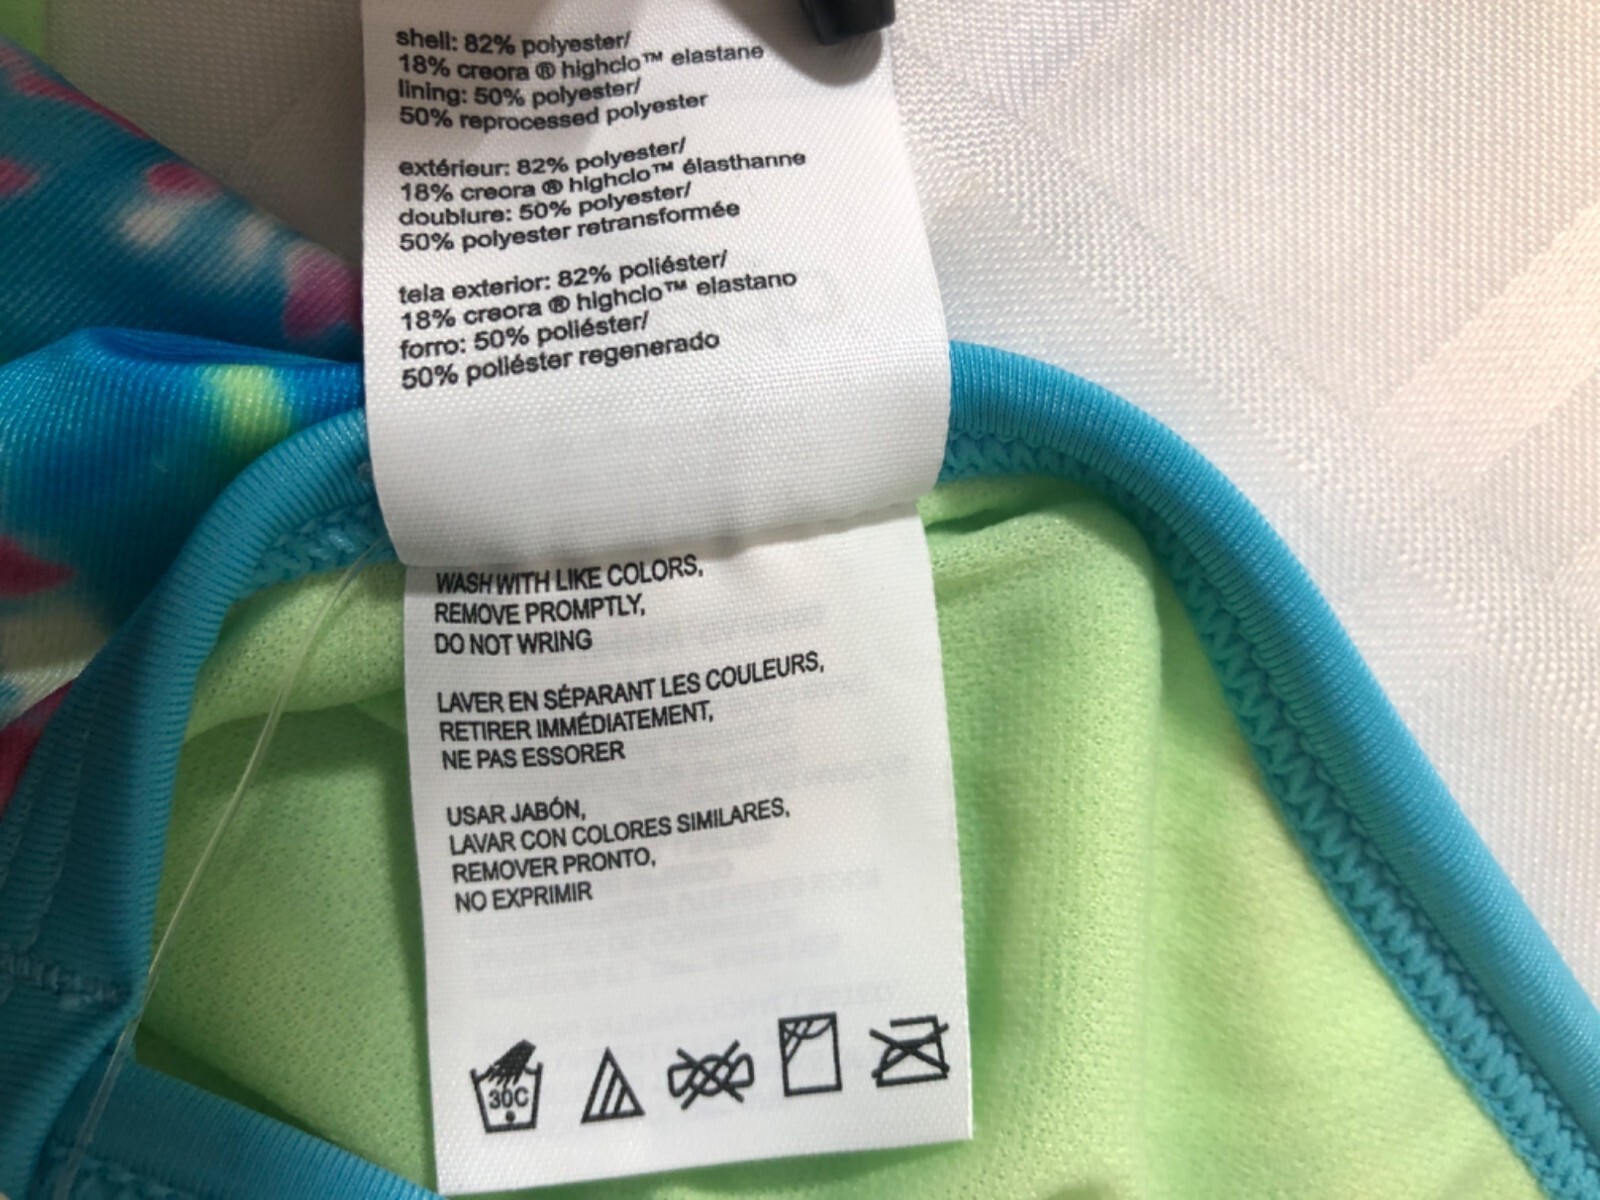 shell: 82% polyester/
18% creora ® highclo™ elastane
lining: 50% polyester/
50% reprocessed polyester
extérieur: 82% polyester/
18% creora ® highclo™ élasthanne
doublure: 50% polyester/
50% polyester retransformée
tela exterior: 82% poliéster/
18% creora ® highclo™ elastano
forro: 50% poliéster/
50% poliéster regenerado
WASH WITH LIKE COLORS,
REMOVE PROMPTLY,
DO NOT WRING
LAVER EN SÉPARANT LES COULEURS,
RETIRER IMMÉDIATEMENT,
NE PAS ESSORER
USAR JABÓN,
LAVAR CON COLORES SIMILARES,
REMOVER PRONTO,
NO EXPRIMIR
30C